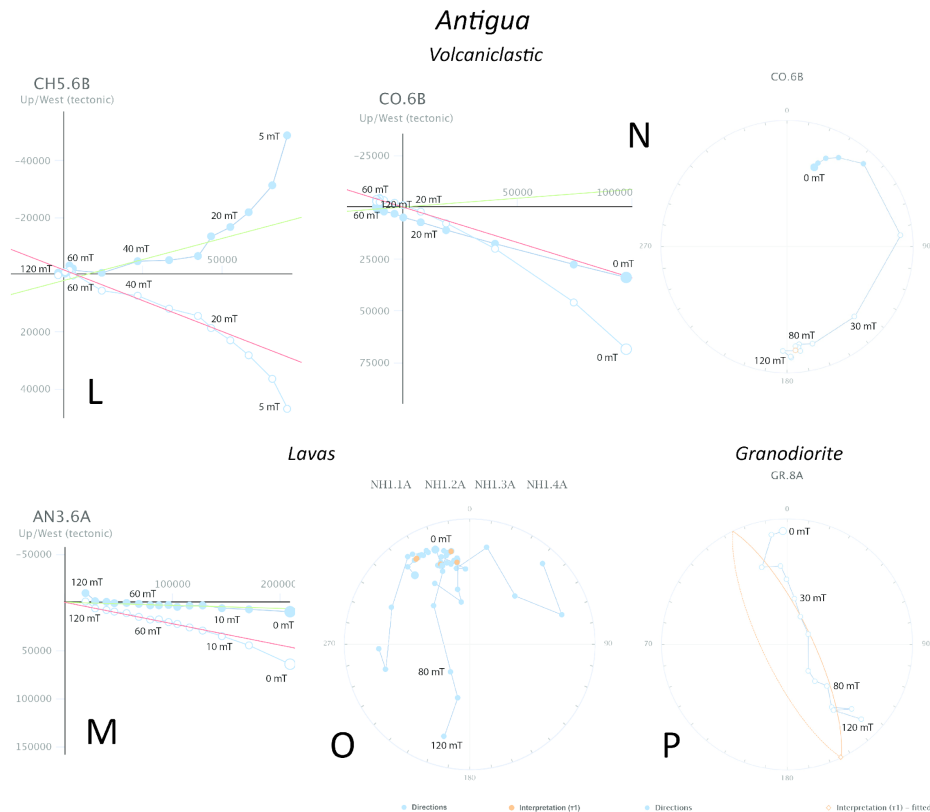 Antigua
Volcaniclastic
CH5.6B
Up/West (tectonic)
-40000
-20000
20000
40000
50000
5 mT
20 mT
40 mT
60 mT
120 mT
60 mT
40 mT
20 mT
5 mT
L
CO.6B
Up/West (tectonic)
-25000
25000
50000
75000
50000
100000
60 mT
120 mT
20 mT
60 mT
20 mT
0 mT
0 mT
N
CO.6B
0
0 mT
270
90
30 mT
80 mT
120 mT
180
Lavas
AN3.6A
Up/West (tectonic)
-50000
50000
100000
150000
100000
200000
120 mT
60 mT
120 mT
60 mT
10 mT
0 mT
10 mT
0 mT
M
NH1.1A NH1.2A NH1.3A NH1.4A
0
0 mT
270
90
80 mT
120 mT
180
O
Granodiorite
GR.8A
0
0 mT
30 mT
70
90
80 mT
120 mT
180
P
Directions Interpretation (τ1) Directions Interpretation (τ1) - fitted